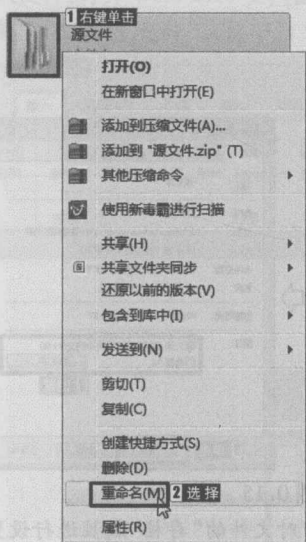 1 右键单击
源文件
打开(O)
在新窗口中打开(E)
添加到压缩文件(A)...
添加到 "源文件.zip" (T)
其他压缩命令
使用新毒霸进行扫描
共享(H)
共享文件夹同步
还原以前的版本(V)
包含到库中(I)
发送到(N)
剪切(T)
复制(C)
创建快捷方式(S)
删除(D)
重命名(M) 2 选择
属性(R)